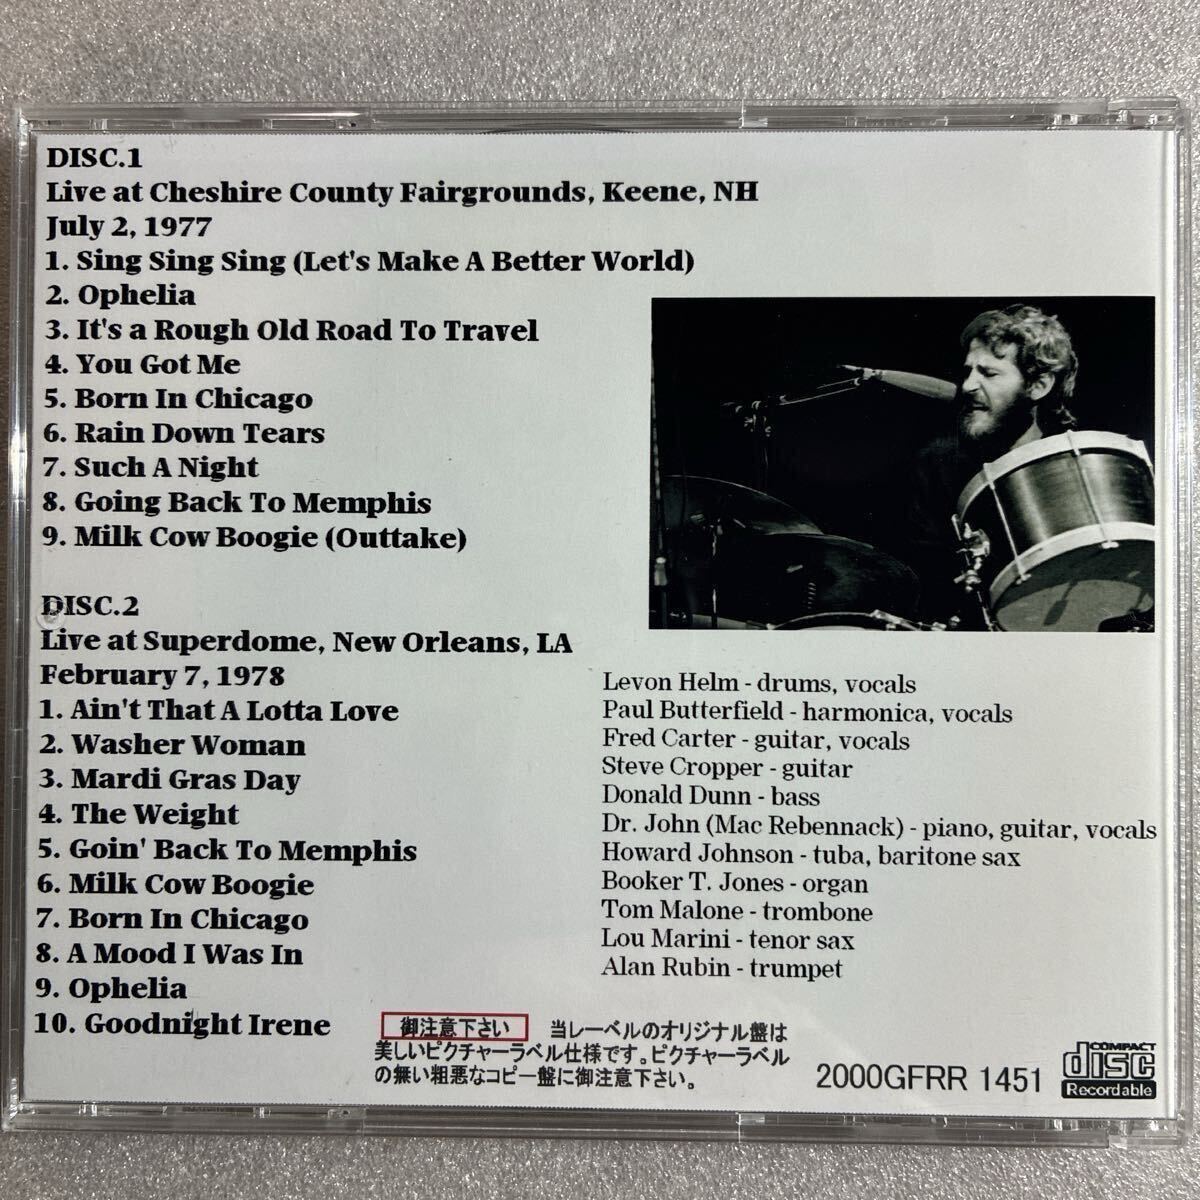 DISC.1
Live at Cheshire County Fairgrounds, Keene, NH
July 2, 1977
1. Sing Sing Sing (Let's Make A Better World)
2. Ophelia
3. It's a Rough Old Road To Travel
4. You Got Me
5. Born In Chicago
6. Rain Down Tears
7. Such A Night
8. Going Back To Memphis
9. Milk Cow Boogie (Outtake)
DISC.2
Live at Superdome, New Orleans, LA
February 7, 1978
1. Ain't That A Lotta Love
2. Washer Woman
3. Mardi Gras Day
4. The Weight
5. Goin' Back To Memphis
6. Milk Cow Boogie
7. Born In Chicago
8. A Mood I Was In
9. Ophelia
10. Goodnight Irene
Levon Helm - drums, vocals
Paul Butterfield - harmonica, vocals
Fred Carter - guitar, vocals
Steve Cropper - guitar
Donald Dunn - bass
Dr. John (Mac Rebennack) - piano, guitar, vocals
Howard Johnson - tuba, baritone sax
Booker T. Jones - organ
Tom Malone - trombone
Lou Marini - tenor sax
Alan Rubin - trumpet
御注意下さい 当レーベルのオリジナル盤は
美しいピクチャーラベル仕様です。ピクチャーラベル
の無い粗悪なコピー盤に御注意下さい。
2000GFRR 1451
COMPACT
disc
Recordable